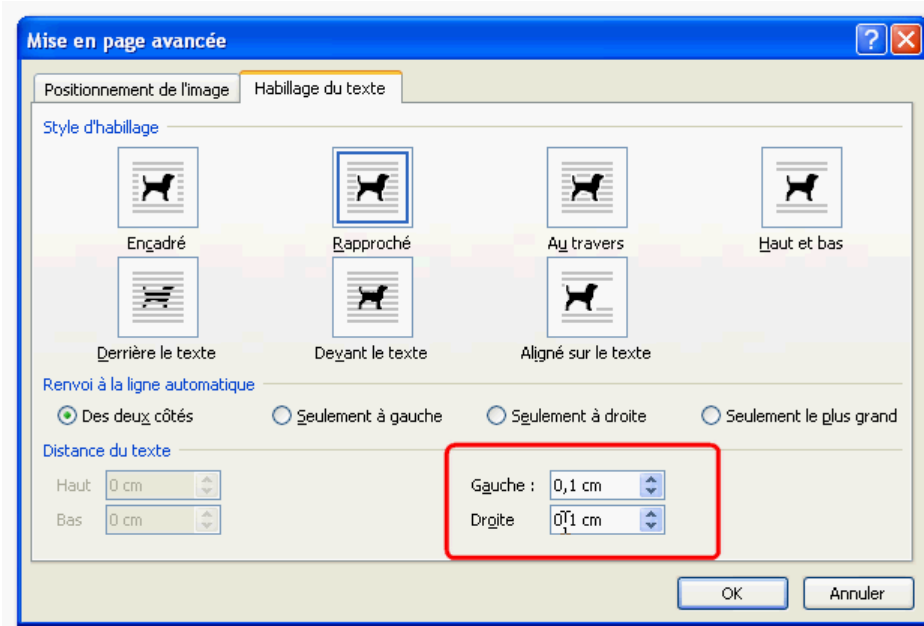 Mise en page avancée
Positionnement de l'image Habillage du texte
Style d'habillage
Encadré Rapproché Au travers Haut et bas
Derrière le texte Devant le texte Aligné sur le texte
Renvoi à la ligne automatique
Des deux côtés Seulement à gauche Seulement à droite Seulement le plus grand
Distance du texte
Haut 0 cm Gauche : 0,1 cm
Bas 0 cm Droite 0,1 cm
OK Annuler